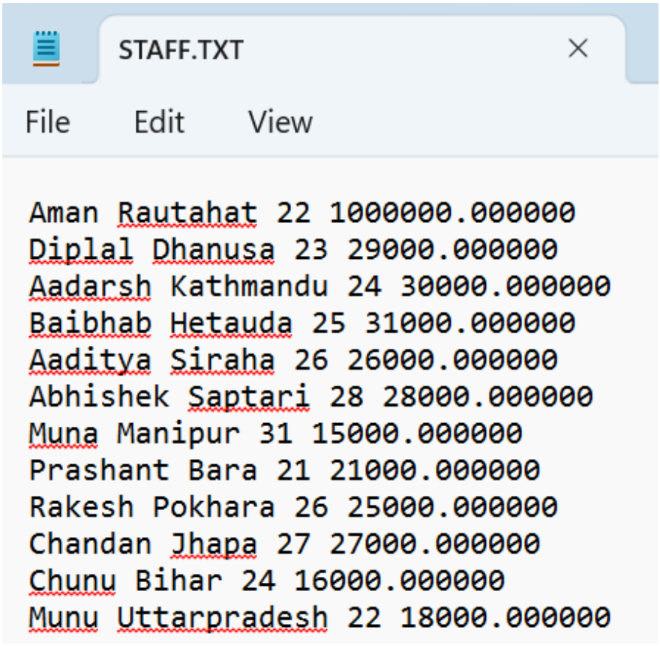 STAFF.TXT
File Edit View
Aman Rautahat 22 1000000.000000
Diplal Dhanusa 23 29000.000000
Aadarsh Kathmandu 24 30000.000000
Baibhab Hetauda 25 31000.000000
Aaditya Siraha 26 26000.000000
Abhishek Saptari 28 28000.000000
Muna Manipur 31 15000.000000
Prashant Bara 21 21000.000000
Rakesh Pokhara 26 25000.000000
Chandan Jhapa 27 27000.000000
Chunu Bihar 24 16000.000000
Munu Uttarpradesh 22 18000.000000